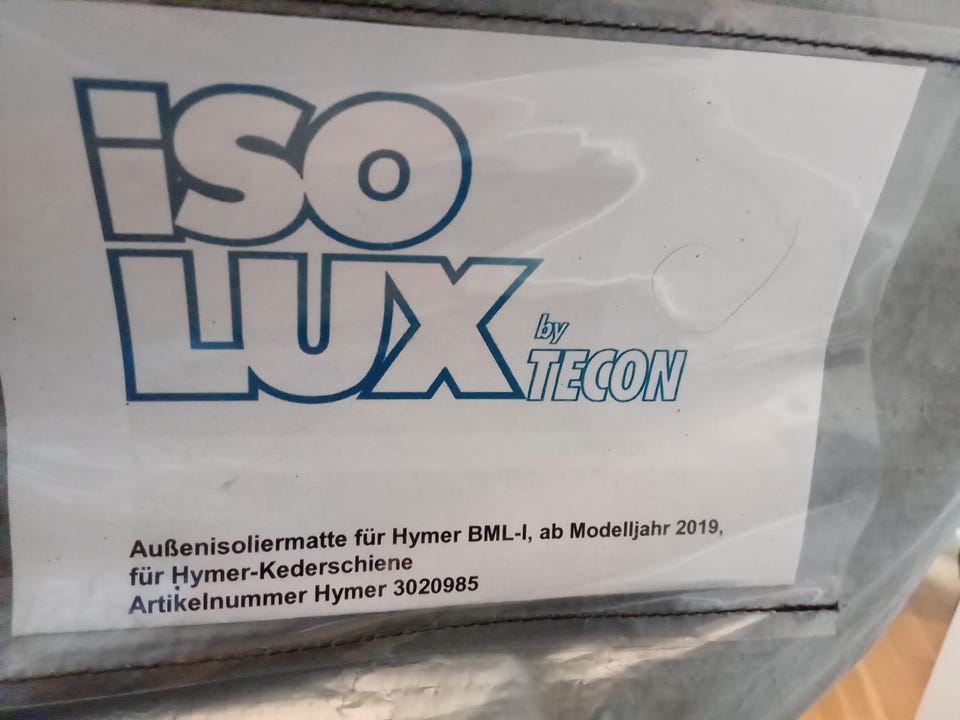 iSO
LUX
by
TECON
Außenisoliermatte für Hymer BML-I, ab Modelljahr 2019,
für Hymer-Kederschiene
Artikelnummer Hymer 3020985